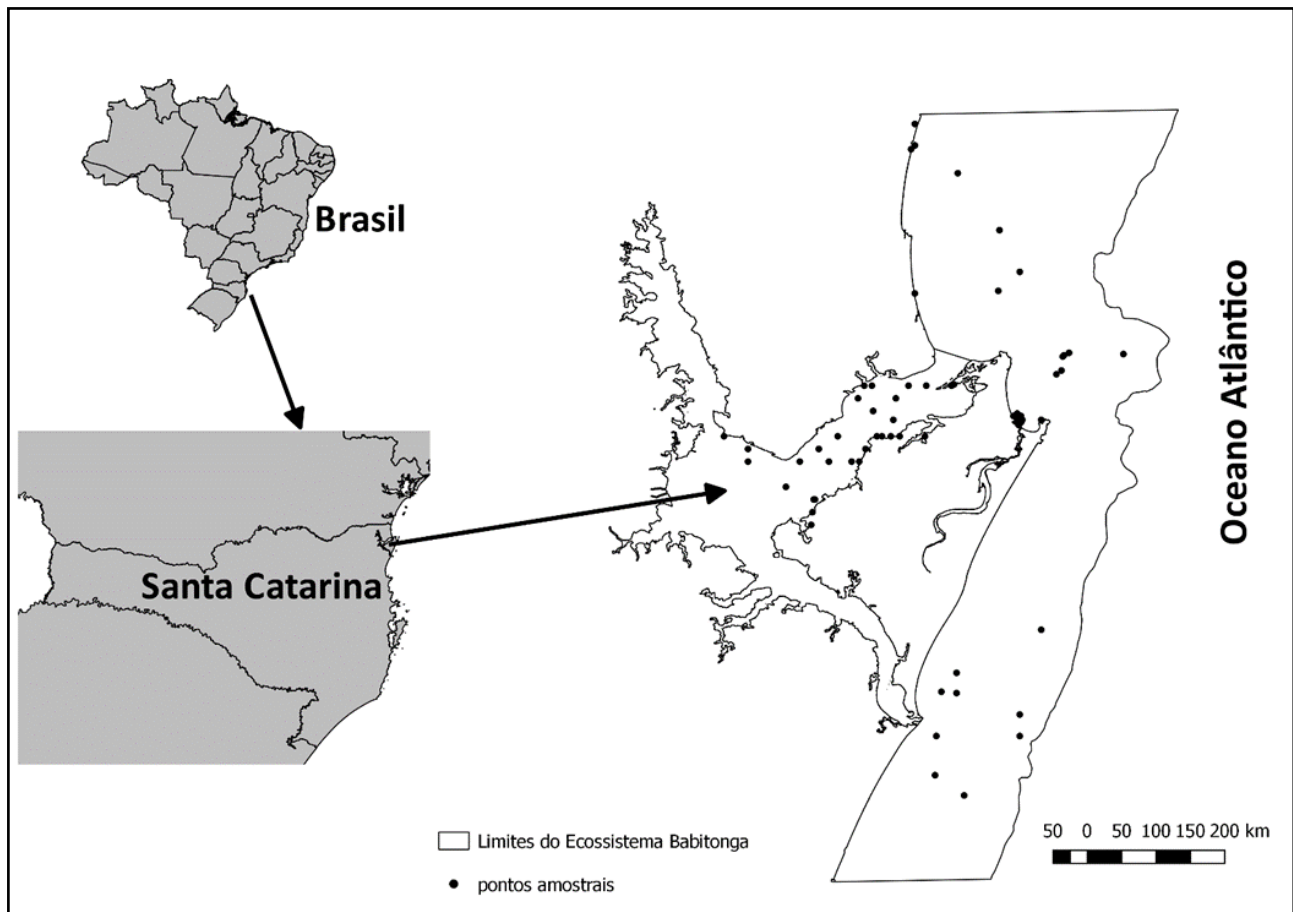 Brasil
Santa Catarina
Oceano Atlântico
Limites do Ecossistema Babitonga
pontos amostrais
50 0 50 100 150 200 km